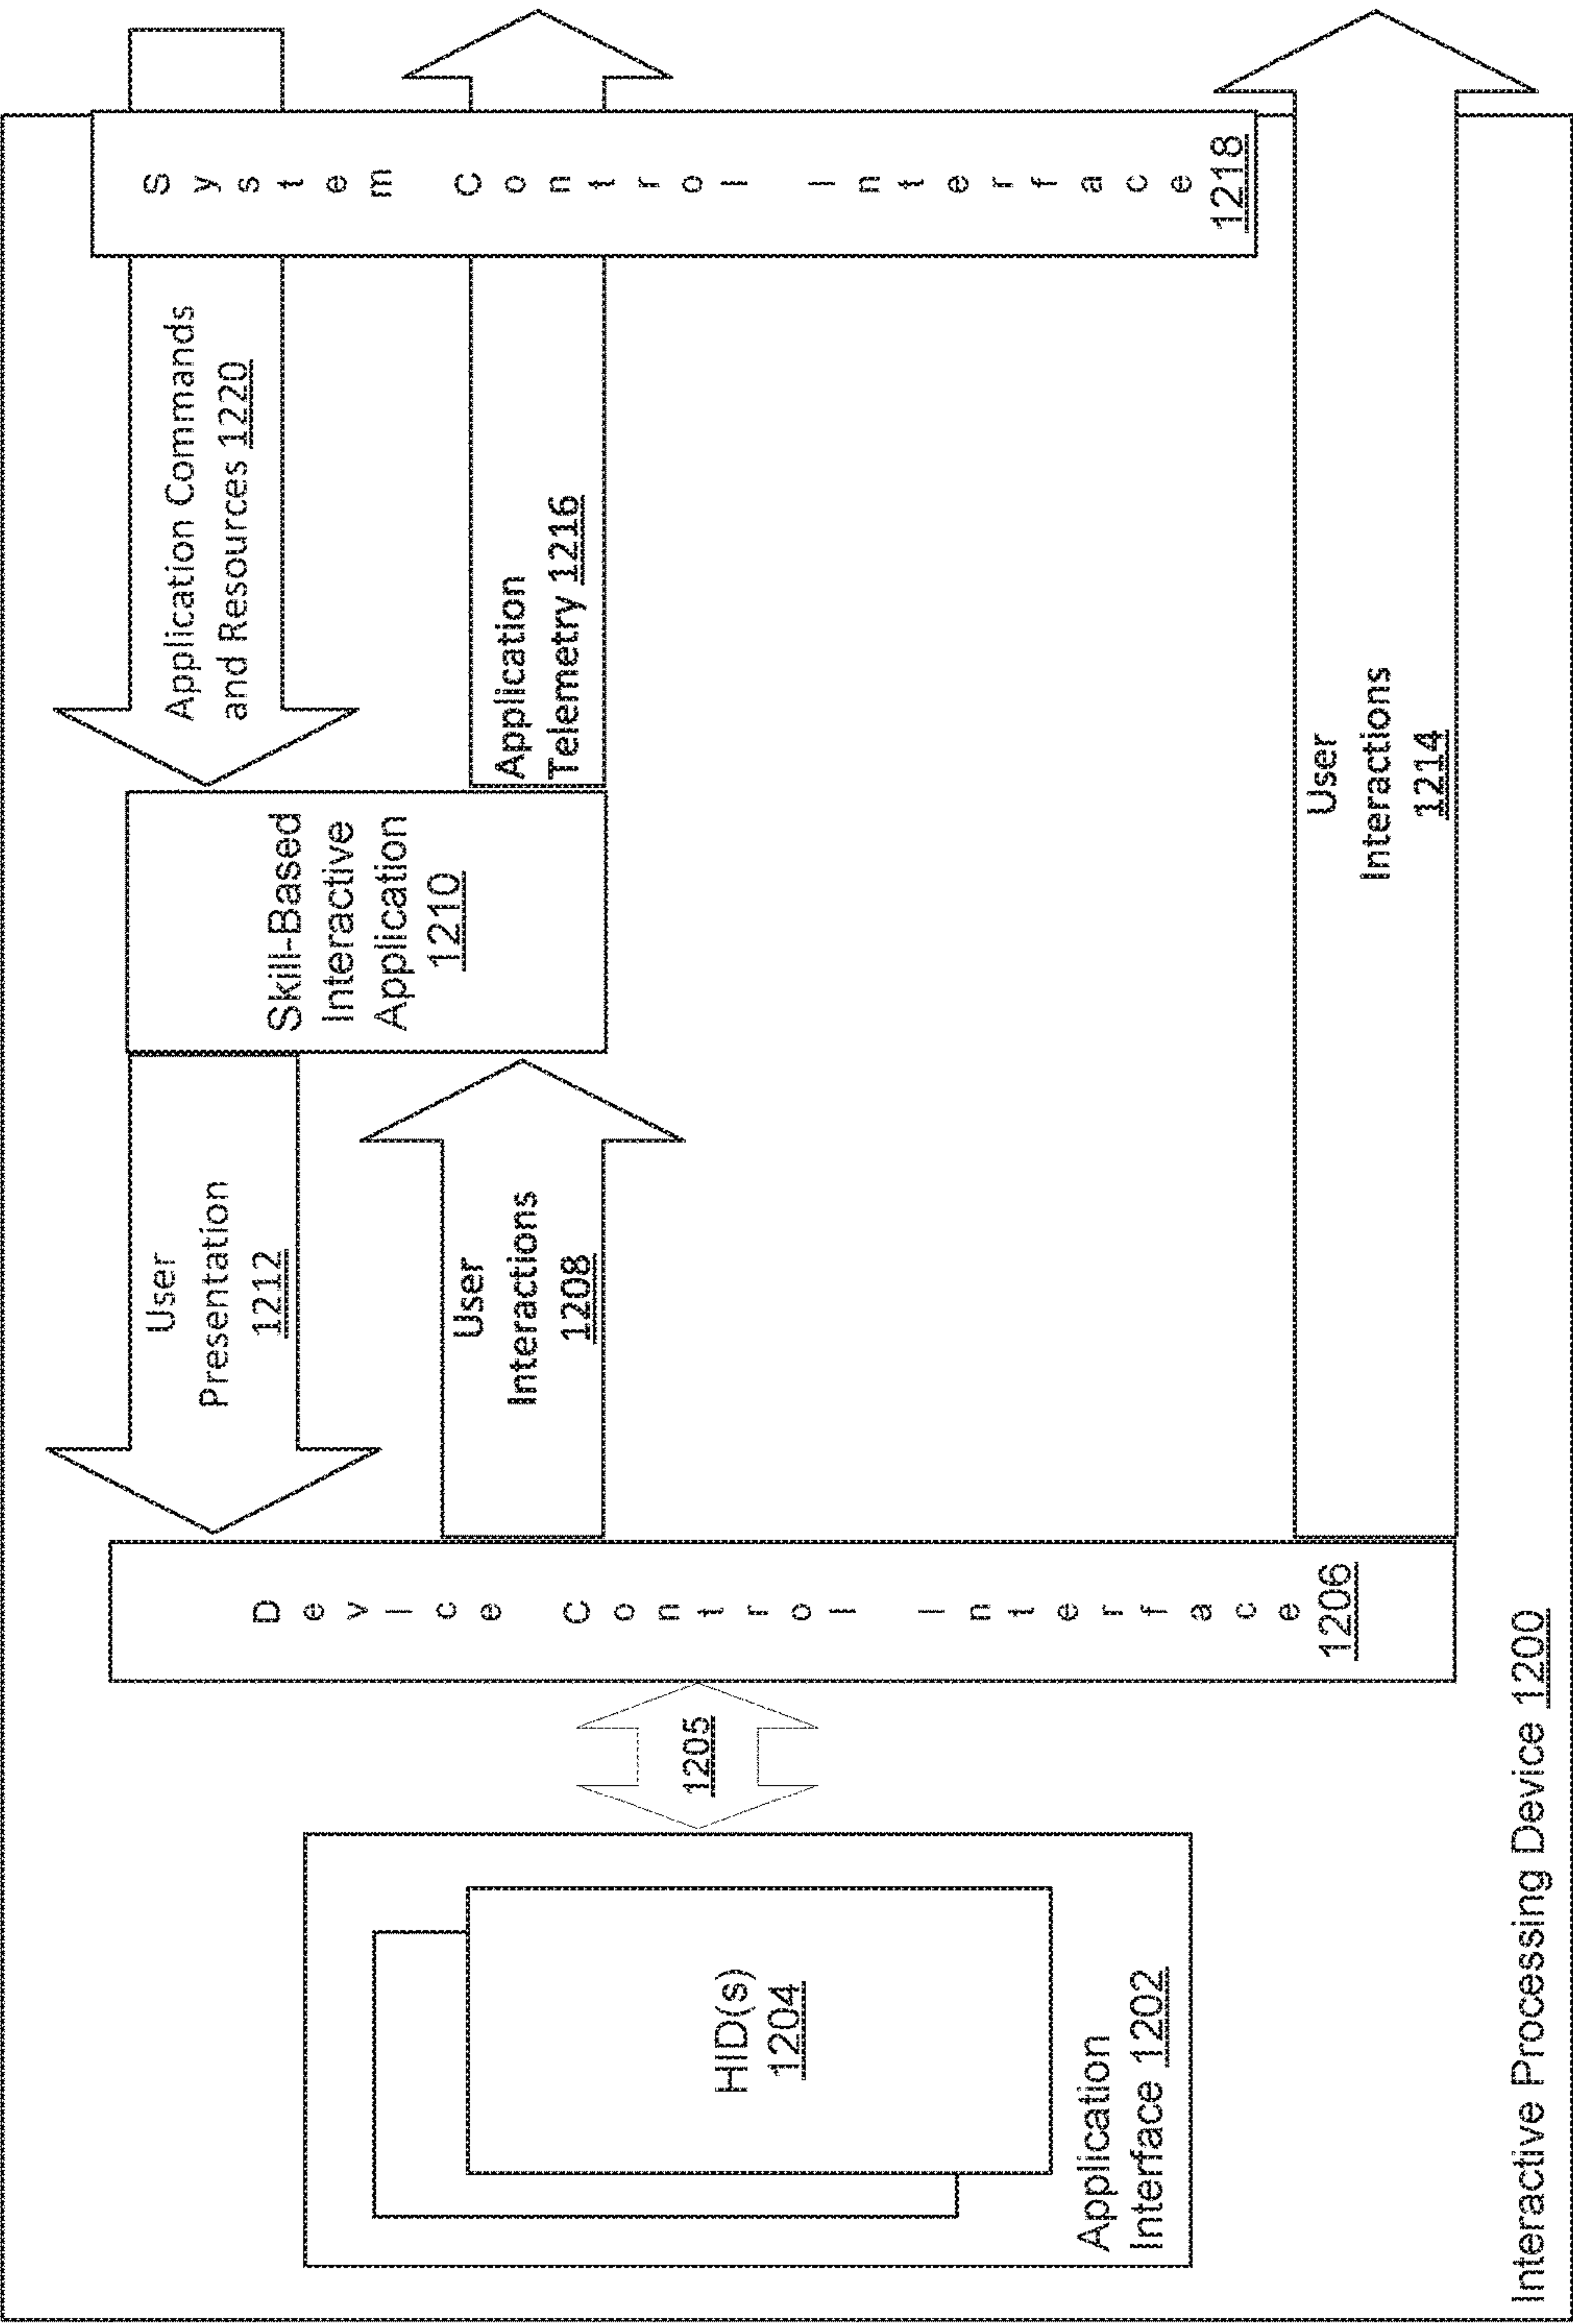 User
Presentation
1212
Application Commands
and Resources 1220
System Control Interface
1218
Skill-Based
Interactive
Application
1210
User
Interactions
1208
Application
Telemetry 1216
Device Control Interface
1206
1205
HID(s)
1204
Application
Interface 1202
User
Interactions
1214
Interactive Processing Device 1200